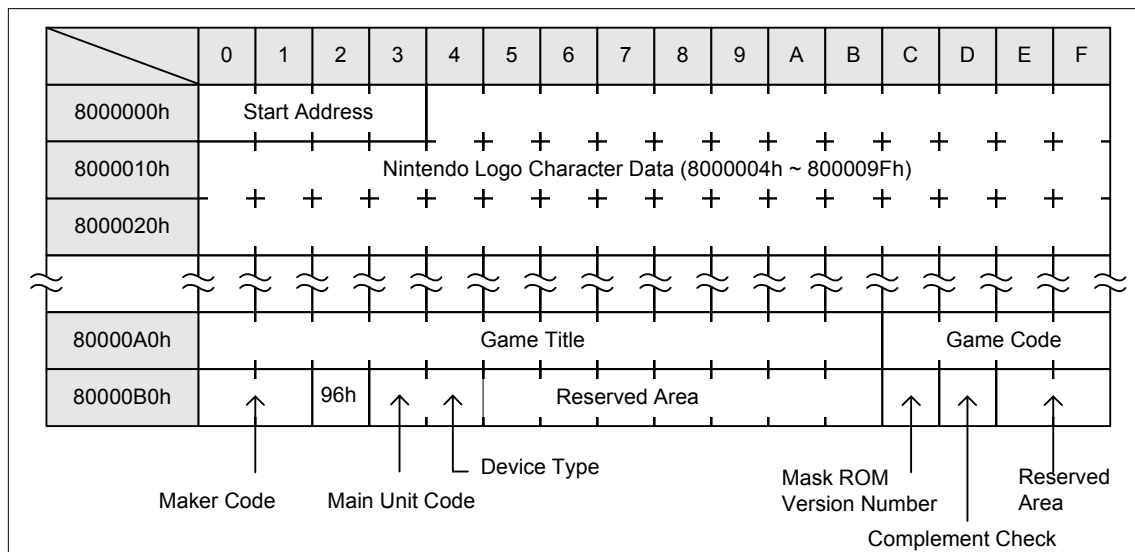 0 1 2 3 4 5 6 7 8 9 A B C D E F
8000000h Start Address
8000010h Nintendo Logo Character Data (8000004h ~ 800009Fh)
8000020h
80000A0h Game Title Game Code
80000B0h 96h Reserved Area
Device Type
Maker Code
Main Unit Code
Mask ROM
Version Number
Complement Check
Reserved
Area